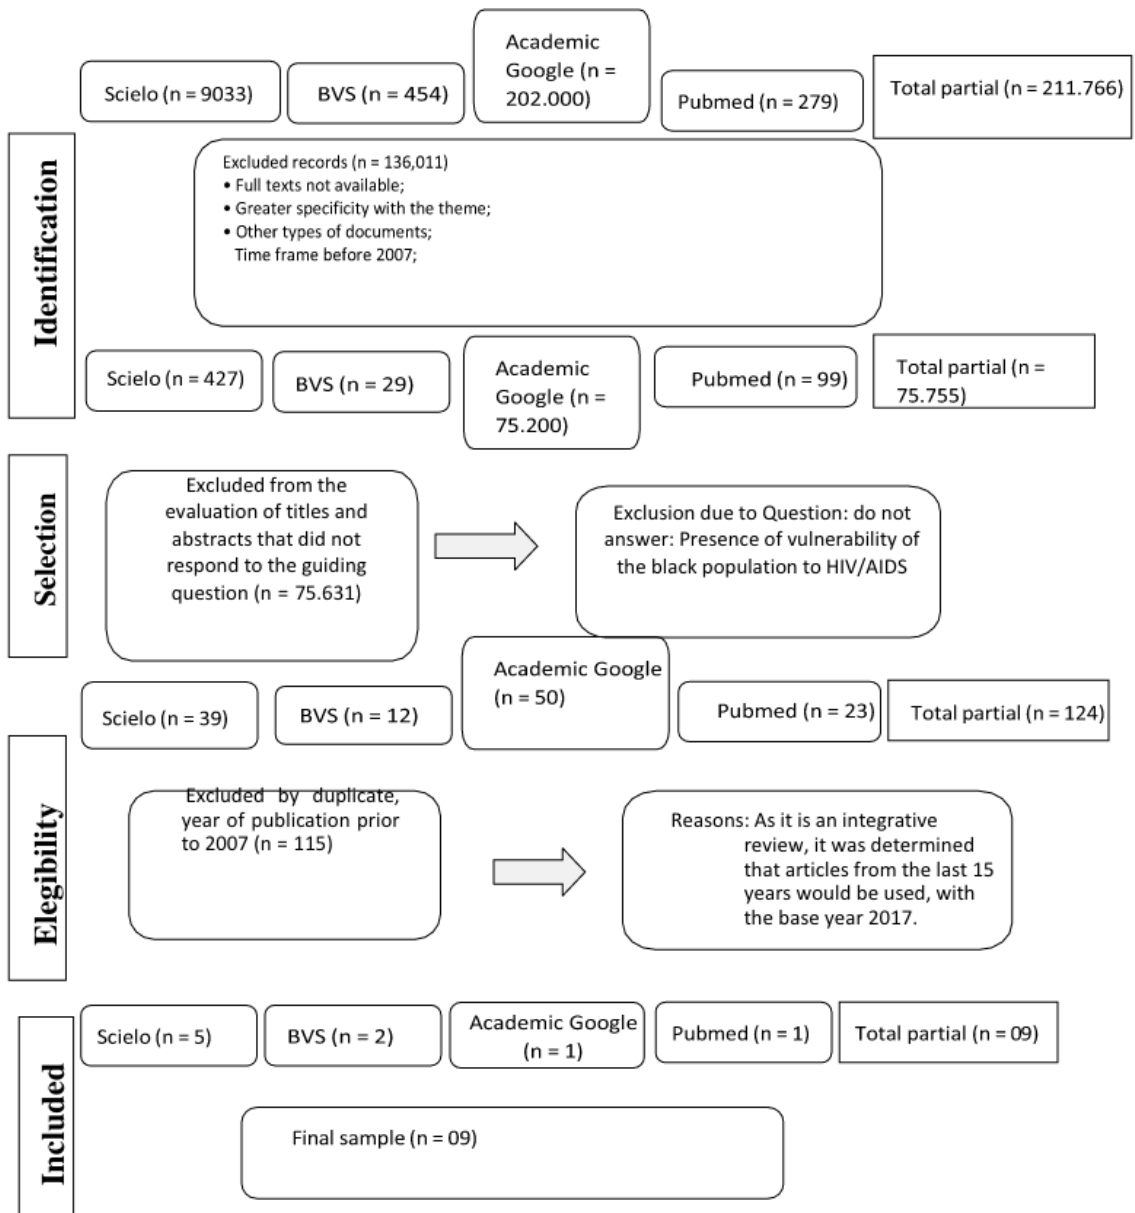 Scielo (n = 9033)
BVS (n = 454)
Academic
Google (n =
202.000)
Pubmed (n = 279)
Total partial (n = 211.766)
Identification
Excluded records (n = 136,011)
• Full texts not available;
• Greater specificity with the theme;
• Other types of documents;
Time frame before 2007;
Scielo (n = 427)
BVS (n = 29)
Academic
Google (n =
75.200)
Pubmed (n = 99)
Total partial (n =
75.755)
Selection
Excluded from the
evaluation of titles and
abstracts that did not
respond to the guiding
question (n = 75.631)
Exclusion due to Question: do not
answer: Presence of vulnerability of
the black population to HIV/AIDS
Scielo (n = 39)
BVS (n = 12)
Academic Google
(n = 50)
Pubmed (n = 23)
Total partial (n = 124)
Elegibility
Excluded by duplicate,
year of publication prior
to 2007 (n = 115)
Reasons: As it is an integrative
review, it was determined
that articles from the last 15
years would be used, with
the base year 2017.
Included
Scielo (n = 5)
BVS (n = 2)
Academic Google
(n = 1)
Pubmed (n = 1)
Total partial (n = 09)
Final sample (n = 09)